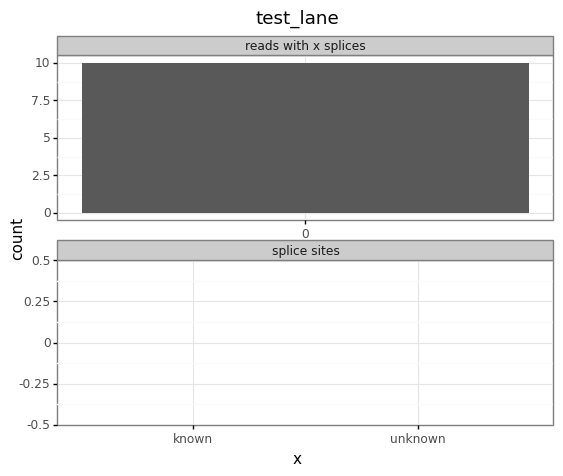 test_lane
reads with x splices
10
7.5
5
2.5
0
0
count
splice sites
0.5
0.25
0
-0.25
-0.5
known unknown
x